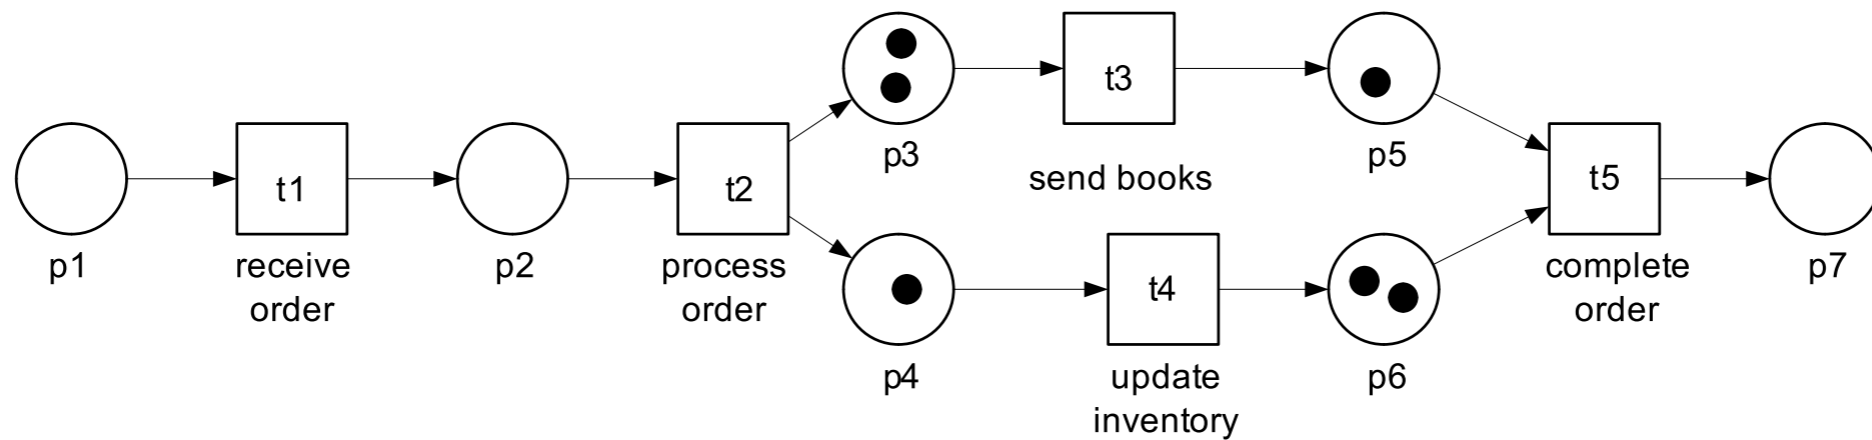 t1
t2
t3
t4
t5
p3
p5
send books
p1
receive
order
p2
process
order
complete
order
p7
p4
update
inventory
p6